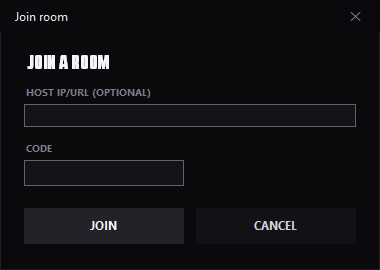 Join room
JOIN A ROOM
HOST IP/URL (OPTIONAL)
CODE
JOIN
CANCEL